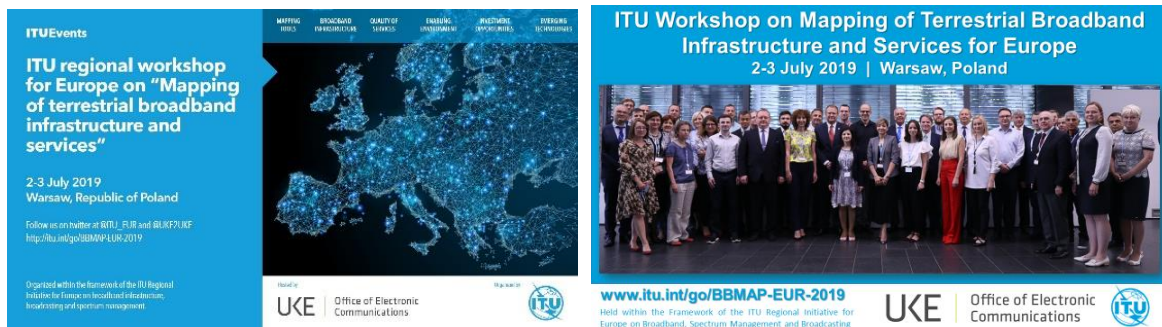 ITUEvents
ITU regional workshop
for Europe on “Mapping
of terrestrial broadband
infrastructure and
services”
2-3 July 2019
Warsaw, Republic of Poland
Follow us on twitter at @ITU_EUR and @UKE2UKE
http://itu.int/go/BBMAP-EUR-2019
Organized within the framework of the ITU Regional
Initiative for Europe on broadband infrastructure,
broadcasting and spectrum management.
MAPPING
TOOLS
BROADBAND
INFRASTRUCTURE
QUALITY OF
SERVICES
ENABLING
ENVIRONMENT
INVESTMENT
OPPORTUNITIES
EMERGING
TECHNOLOGIES
Hosted by
Organized by
UKE
Office of Electronic
Communications
ITU
ITU Workshop on Mapping of Terrestrial Broadband
Infrastructure and Services for Europe
2-3 July 2019 | Warsaw, Poland
www.itu.int/go/BBMAP-EUR-2019
Held within the Framework of the ITU Regional Initiative for
Europe on Broadband, Spectrum Management and Broadcasting
UKE
Office of Electronic
Communications
ITU